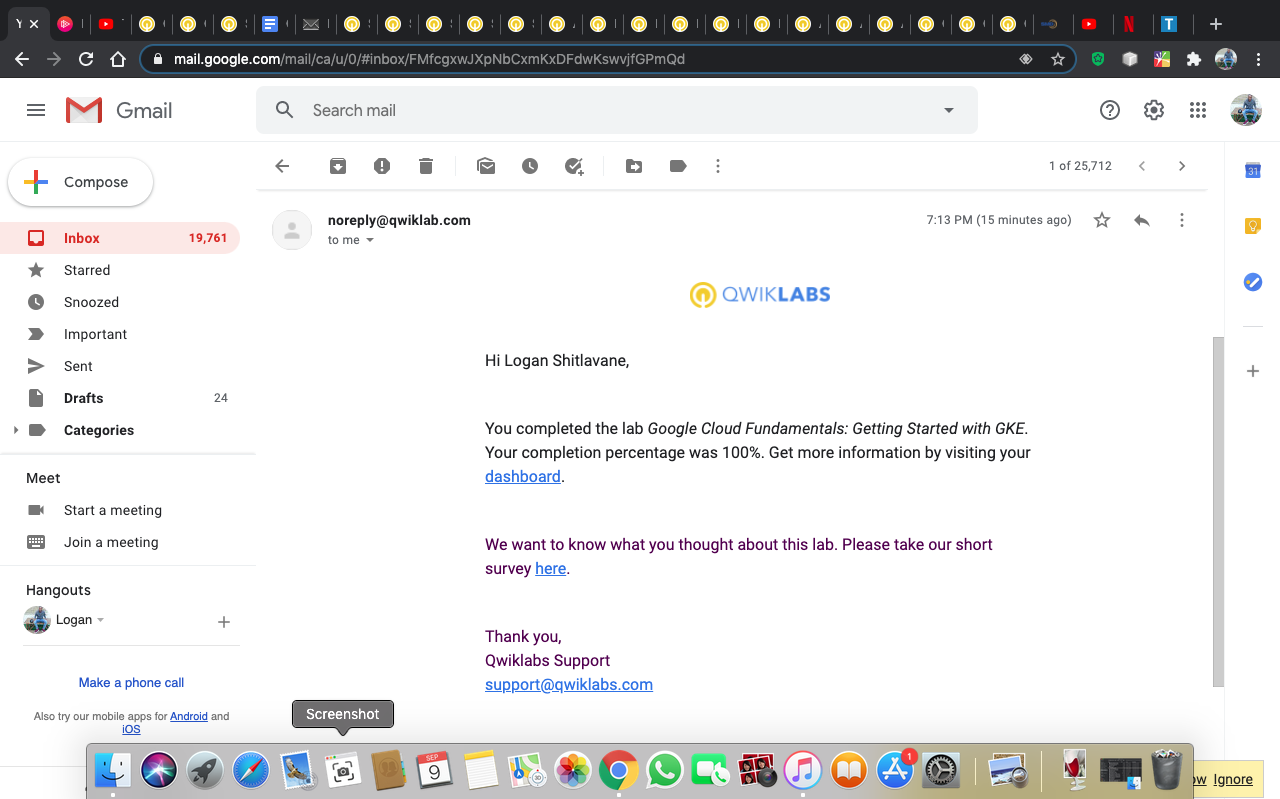 Y
mail.google.com/mail/ca/u/0/#inbox/FMfcgxwJXpNbCxmKxDFdwKswvjfGPmQd
Gmail
Search mail
Compose
1 of 25,712
31
Inbox 19,761
noreply@qwiklab.com
7:13 PM (15 minutes ago)
to me
Starred
Snoozed
Important
Sent
Drafts 24
Categories
QWIKLABS
Hi Logan Shitlavane,
You completed the lab Google Cloud Fundamentals: Getting Started with GKE.
Your completion percentage was 100%. Get more information by visiting your
dashboard.
We want to know what you thought about this lab. Please take our short
survey here.
Thank you,
Qwiklabs Support
support@qwiklabs.com
Meet
Start a meeting
Join a meeting
Hangouts
Logan
Make a phone call
Also try our mobile apps for Android and
iOS
Screenshot
SEP
9
1
ow Ignore